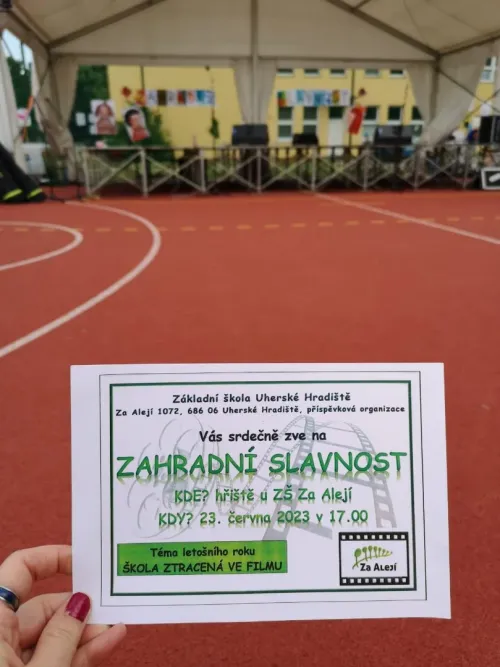 Základní škola Uherské Hradiště
Za Alejí 1072, 686 06 Uherské Hradiště, příspěvková organizace
Vás srdečně zve na
ZAHRADNÍ SLAVNOST
KDE? hřiště u ZŠ Za Alejí
KDY? 23. června 2023 v 17.00
Téma letošního roku
ŠKOLA ZTRACENÁ VE FILMU
Za Alejí